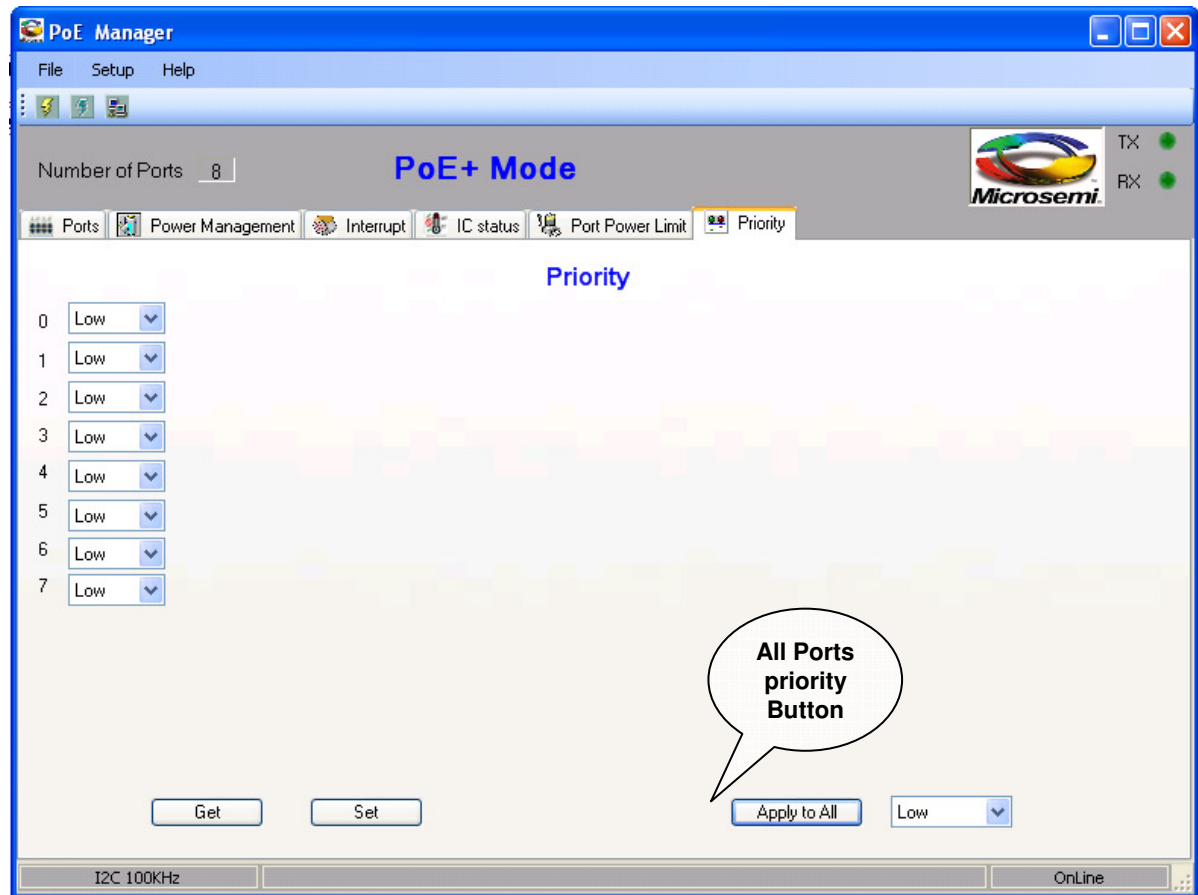 PoE Manager
File Setup Help
Number of Ports 8
PoE+ Mode
Microsemi.
TX
RX
Ports Power Management Interrupt IC status Port Power Limit Priority
Priority
0 Low
1 Low
2 Low
3 Low
4 Low
5 Low
6 Low
7 Low
All Ports
priority
Button
Get Set Apply to All Low
I2C 100KHz OnLine